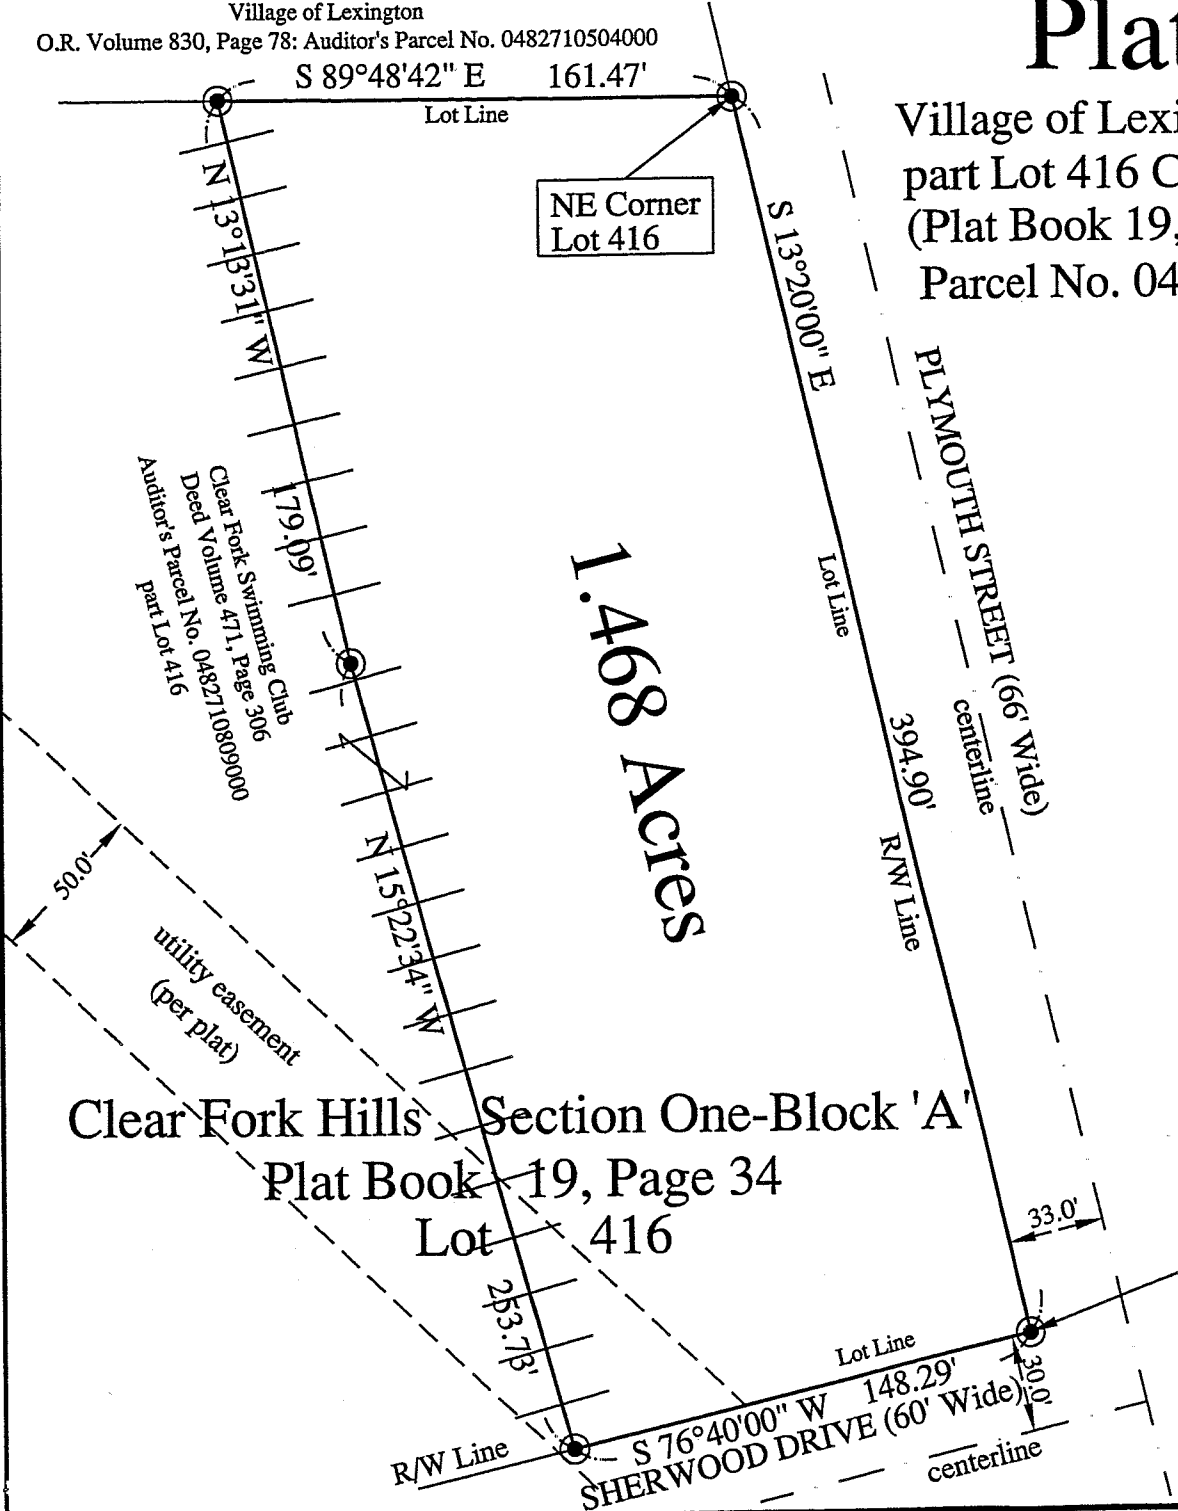 Village of Lexington
O.R. Volume 830, Page 78: Auditor's Parcel No. 0482710504000
S 89°48'42" E 161.47'
Lot Line
NE Corner
Lot 416
Plat
Village of Lexi
part Lot 416 C
(Plat Book 19,
Parcel No. 04
N 13°13'31" W
179.09'
S 13°20'00" E
Lot Line
394.90'
R/W Line
PLYMOUTH STREET (66' Wide)
centerline
Clear Fork Swimming Club
Deed Volume 471, Page 306
Auditor's Parcel No. 0482710809000
part Lot 416
1.468 Acres
50.0'
utility easement
(per plat)
N 15°22'34" W
253.73'
Clear Fork Hills Section One-Block 'A'
Plat Book 19, Page 34
Lot 416
33.0'
Lot Line
30.0'
S 76°40'00" W 148.29'
SHERWOOD DRIVE (60' Wide)
R/W Line
centerline